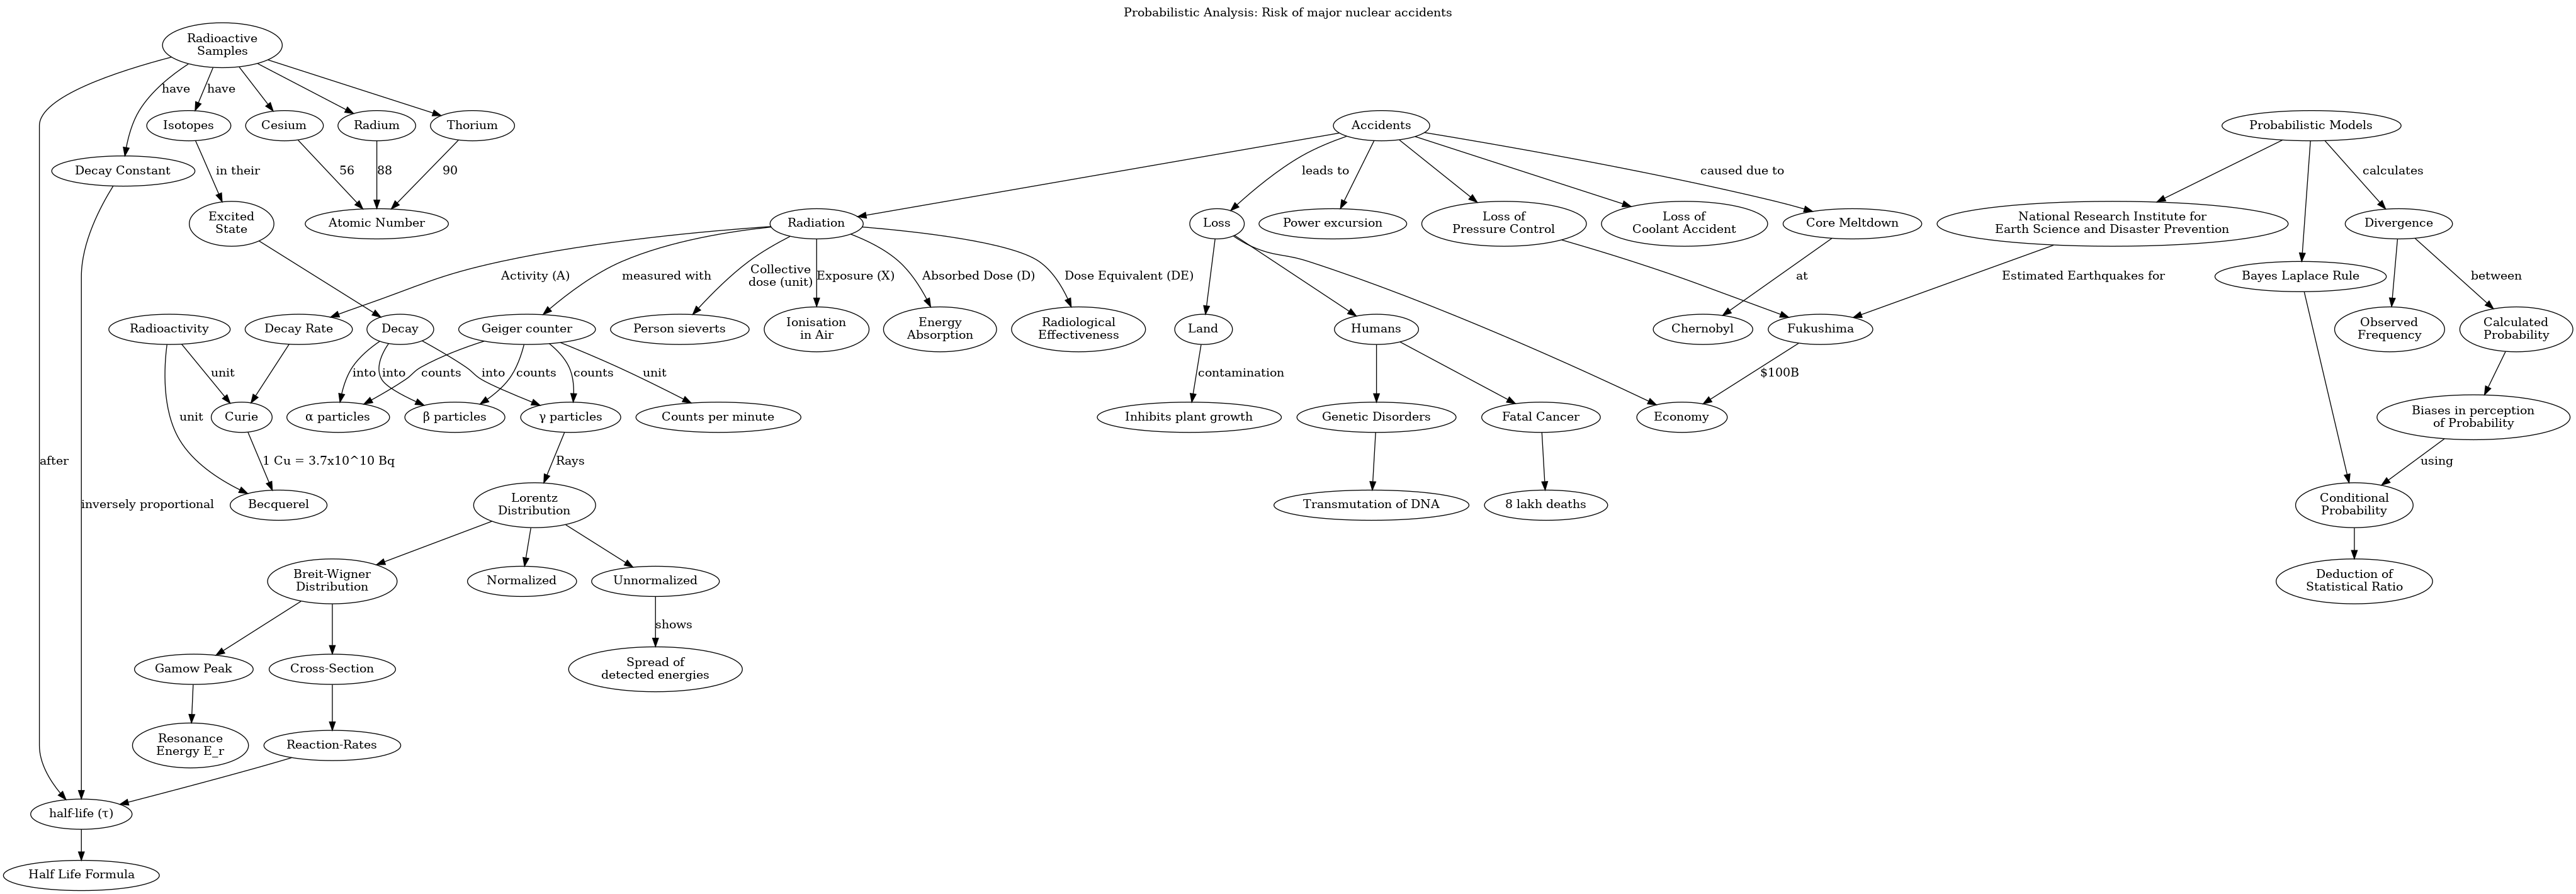 Probabilistic Analysis: Risk of major nuclear accidents
Radioactive
Samples
have
have
Isotopes
Cesium
Radium
Thorium
Accidents
Probabilistic Models
Decay Constant
in their
56
88
90
leads to
caused due to
calculates
Excited
State
Atomic Number
Radiation
Loss
Power excursion
Loss of
Pressure Control
Loss of
Coolant Accident
Core Meltdown
National Research Institute for
Earth Science and Disaster Prevention
Divergence
Activity (A)
measured with
Collective
dose (unit)
Exposure (X)
Absorbed Dose (D)
Dose Equivalent (DE)
at
Estimated Earthquakes for
Bayes Laplace Rule
between
Radioactivity
Decay Rate
Decay
Geiger counter
Person sieverts
Ionisation
in Air
Energy
Absorption
Radiological
Effectiveness
Land
Humans
Chernobyl
Fukushima
Observed
Frequency
Calculated
Probability
unit
into
into
counts
into
counts
counts
unit
contamination
$100B
unit
Curie
α particles
β particles
γ particles
Counts per minute
Inhibits plant growth
Genetic Disorders
Fatal Cancer
Economy
Biases in perception
of Probability
after
1 Cu = 3.7x10^10 Bq
Rays
using
inversely proportional
Becquerel
Lorentz
Distribution
Transmutation of DNA
8 lakh deaths
Conditional
Probability
Breit-Wigner
Distribution
Normalized
Unnormalized
Deduction of
Statistical Ratio
shows
Gamow Peak
Cross-Section
Spread of
detected energies
Resonance
Energy E_r
Reaction-Rates
half-life (τ)
Half Life Formula